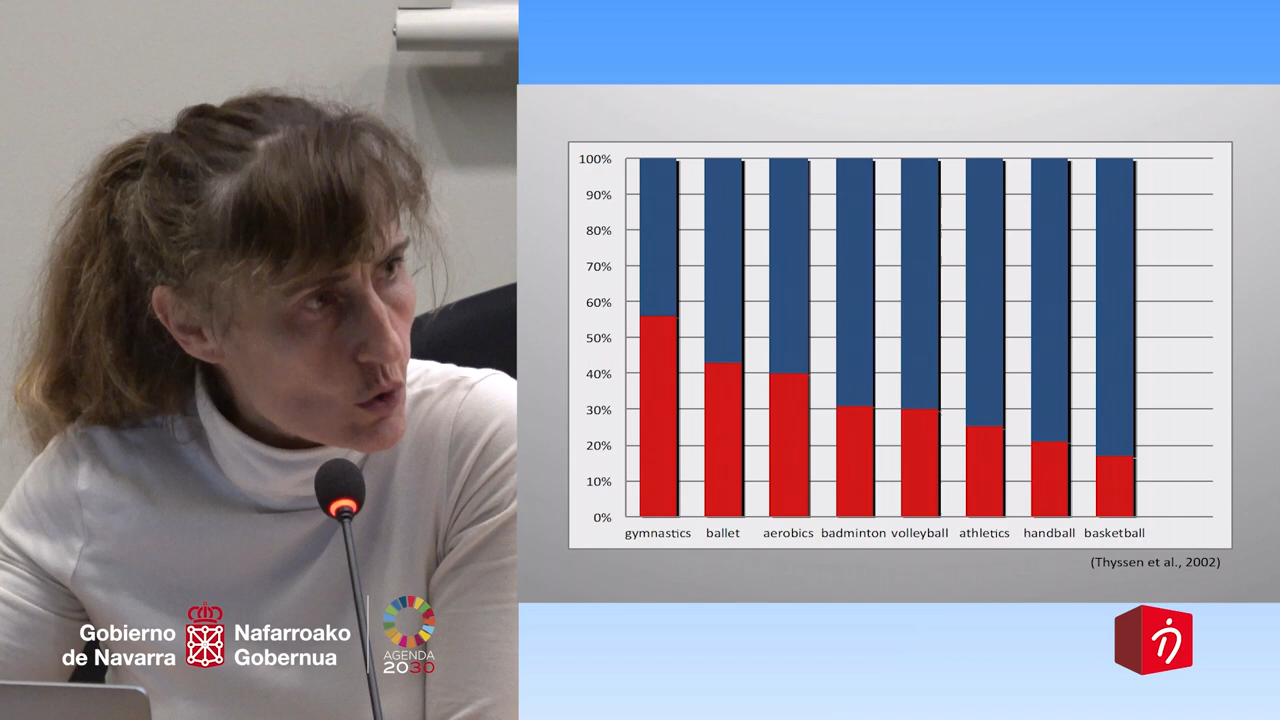 100%
90%
80%
70%
60%
50%
40%
30%
20%
10%
0%
gymnastics ballet aerobics badminton volleyball athletics handball basketball
(Thyssen et al., 2002)
Gobierno
de Navarra
Nafarroako
Gobernua
AGENDA
2030